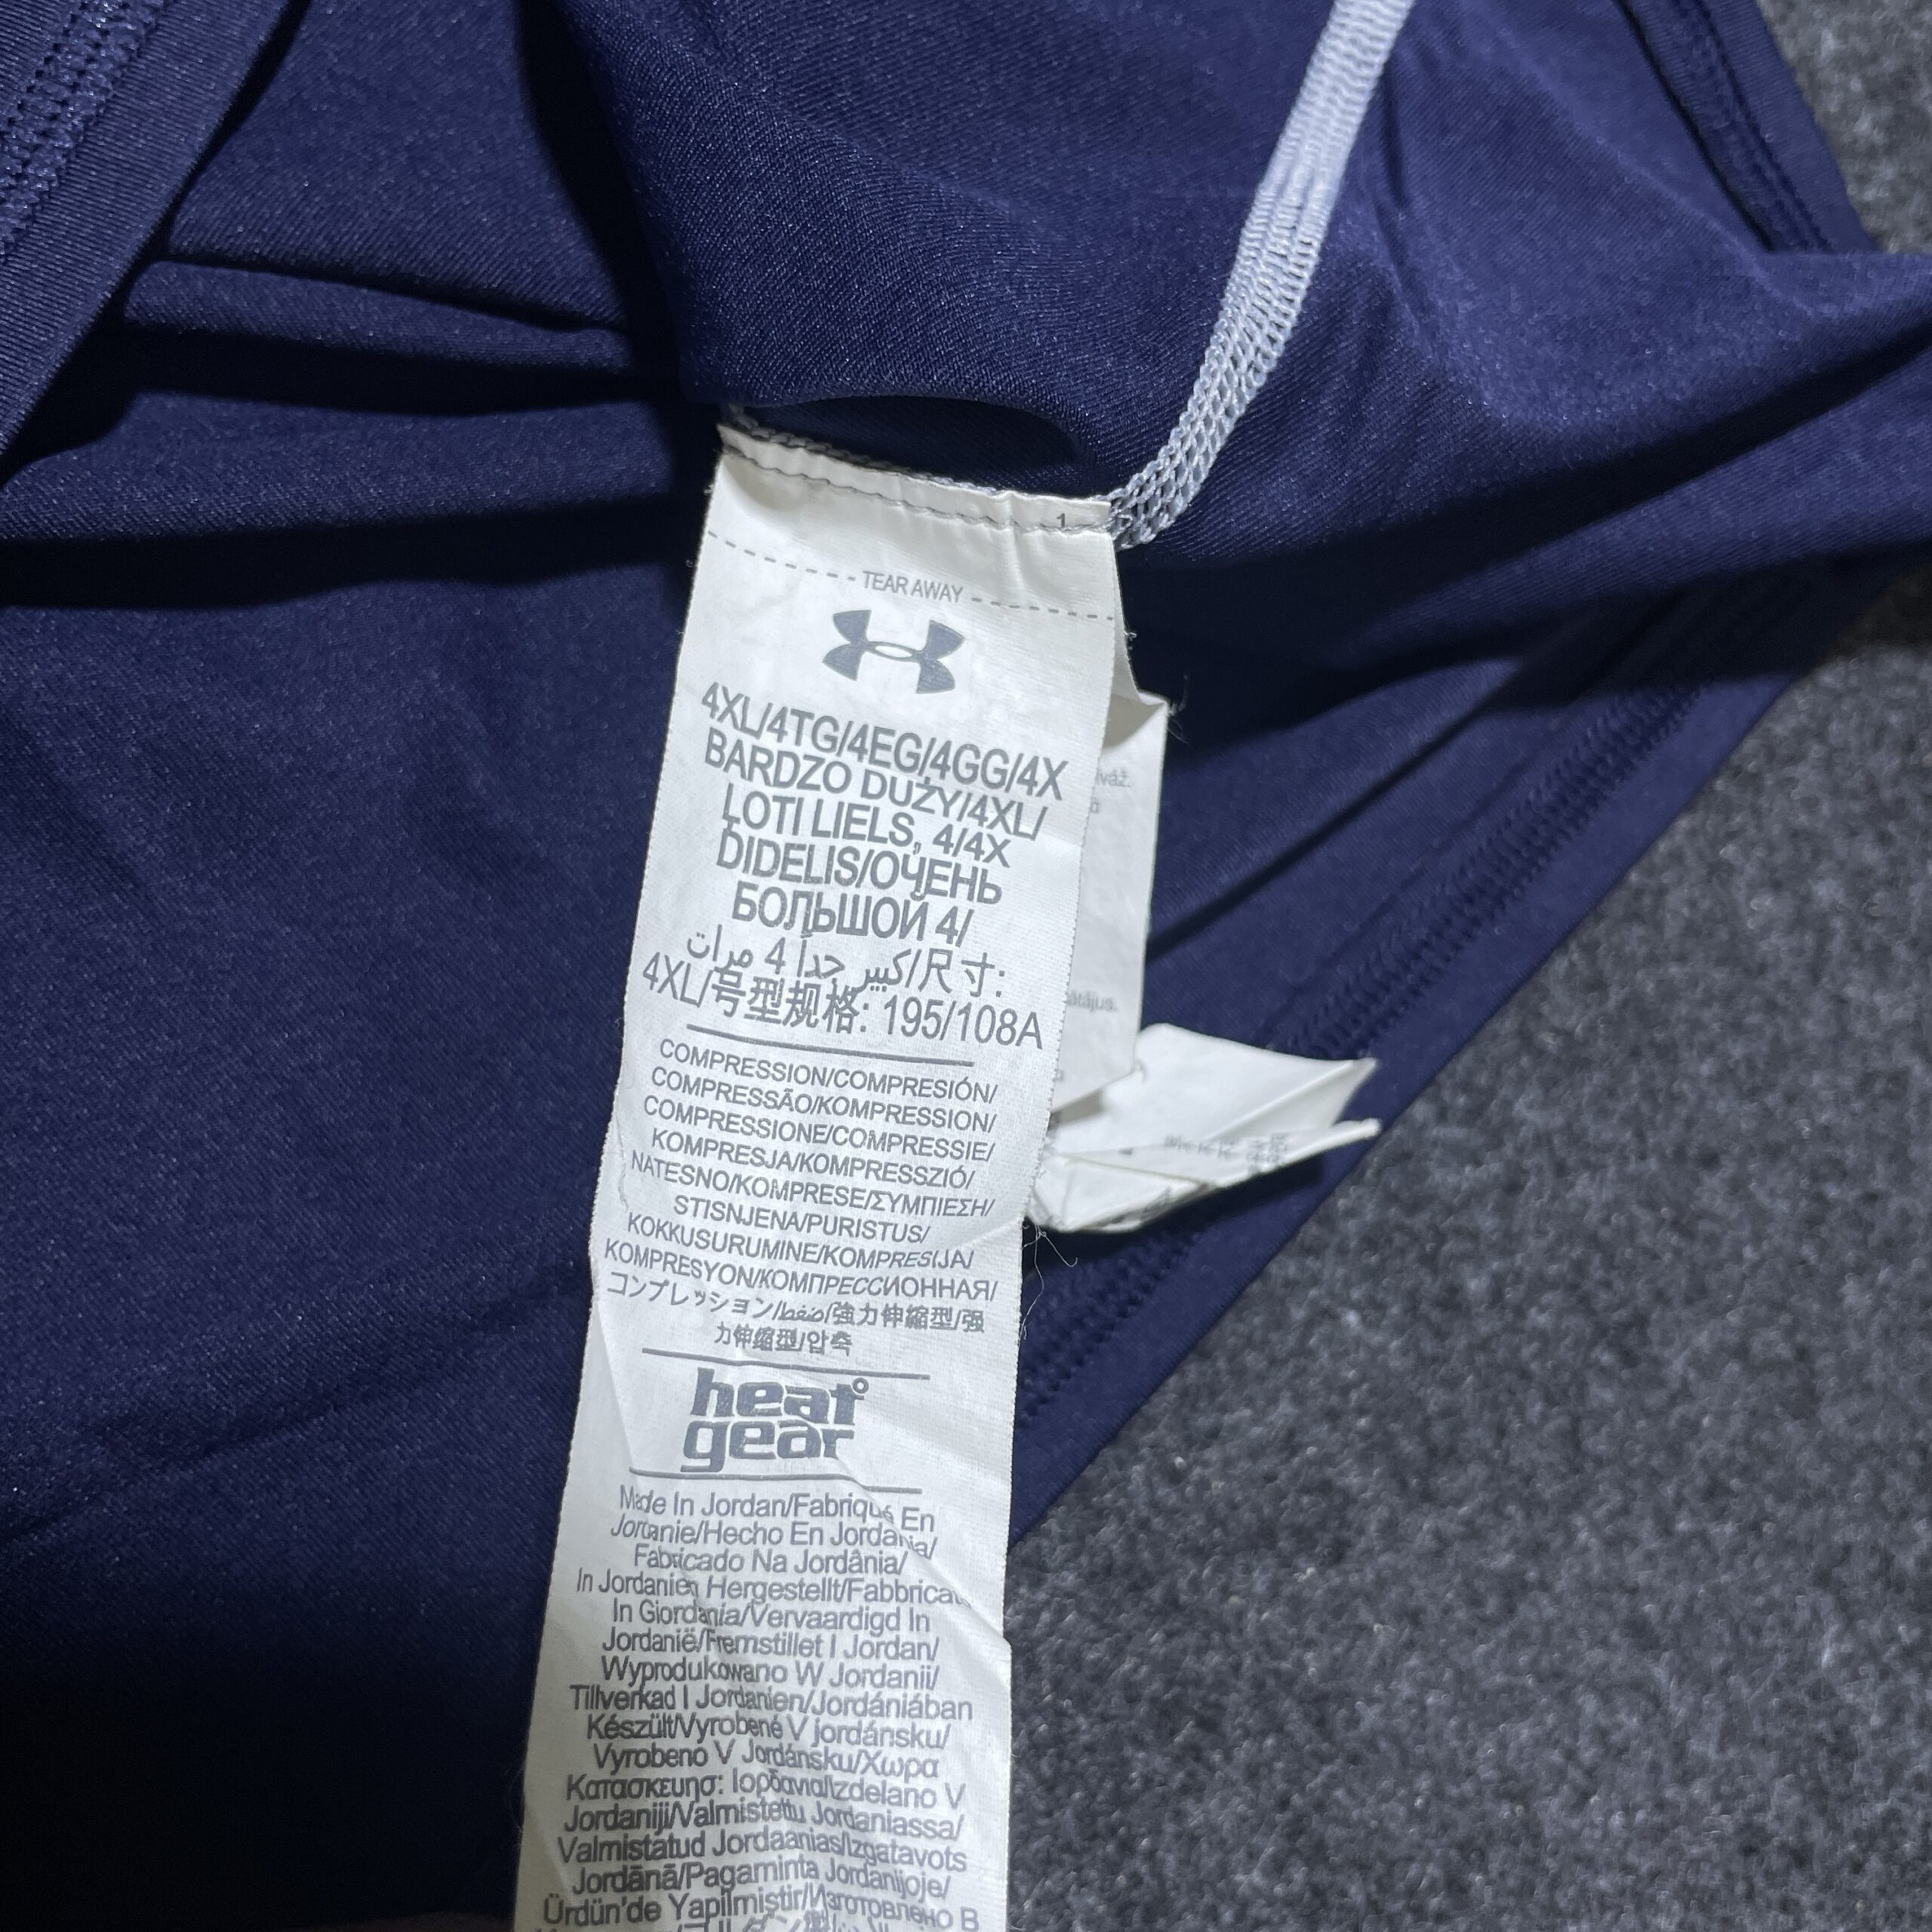 1
TEAR AWAY
4XL/4TG/4EG/4GG/4X
BARDZO DUŻY/4XL/
ĻOTI LIELS, 4/4X
DIDELIS/ОЧЕНЬ
БОЛЬШОЙ 4/
كبير جداً 4 مرات/尺寸:
4XL/号型规格: 195/108A
COMPRESSION/COMPRESIÓN/
COMPRESSÃO/KOMPRESSION/
COMPRESSIONE/COMPRESSIE/
KOMPRESJA/KOMPRESSZIÓ/
NATESNO/KOMPRESE/ΣΥΜΠΙΕΣΗ/
STISNJENA/PURISTUS/
KOKKUSURUMINE/KOMPRESIJA/
KOMPRESYON/КОМПРЕССИОННАЯ/
コンプレッション/ضغط/強力伸縮型/强
力伸缩型/압축
heat
gear
Made In Jordan/Fabriqué En
Jordanie/Hecho En Jordania/
Fabricado Na Jordânia/
In Jordanien Hergestellt/Fabbricat
In Giordania/Vervaardigd In
Jordanië/Fremstillet I Jordan/
Wyprodukowano W Jordanii/
Tillverkad I Jordanien/Jordániában
Készült/Vyrobené V jordánsku/
Vyrobeno V Jordánsku/Χωρα
Κατασκευησ: Ιορδανια/Izdelano V
Jordaniji/Valmistettu Jordaniassa/
Valmistatud Jordaanias/Izgatavots
Jordānā/Pagaminta Jordanijoje/
Ürdün'de Yapilmiştir/Изготовлено В
váž.
ātājus.